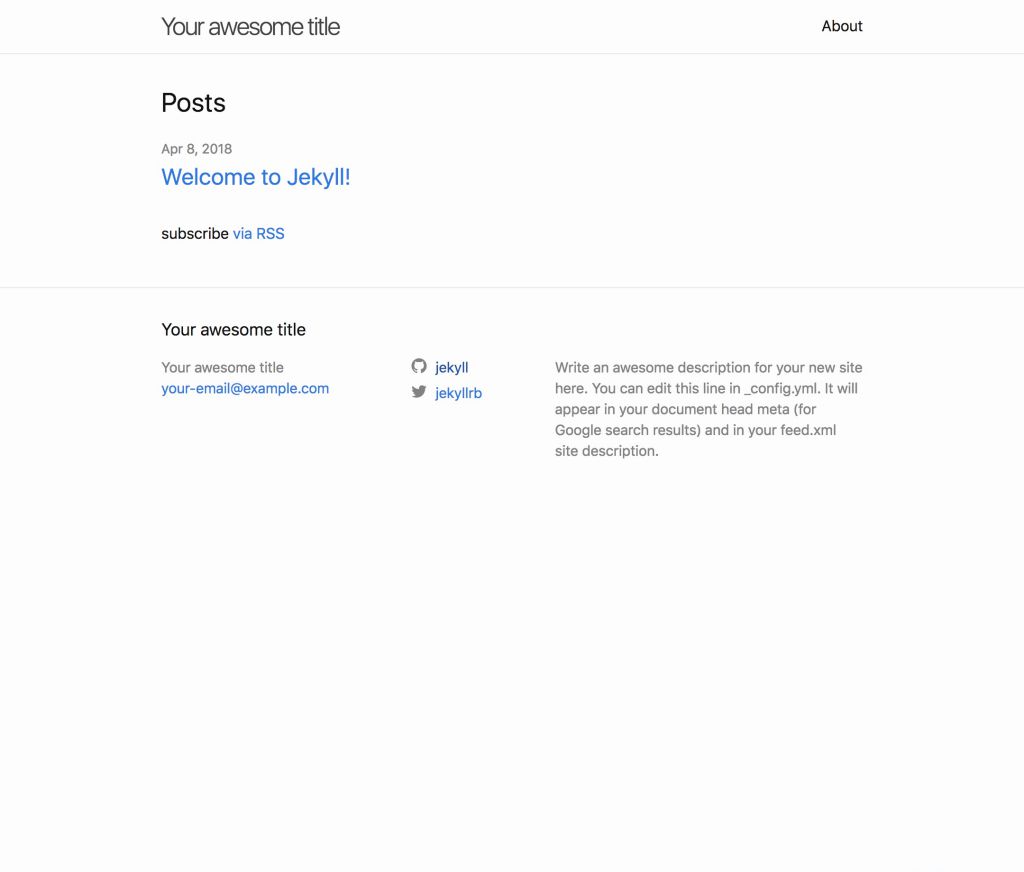 Your awesome title
About
Posts
Apr 8, 2018
Welcome to Jekyll!
subscribe via RSS
Your awesome title
Your awesome title
your-email@example.com
jekyll
jekyllrb
Write an awesome description for your new site
here. You can edit this line in _config.yml. It will
appear in your document head meta (for
Google search results) and in your feed.xml
site description.